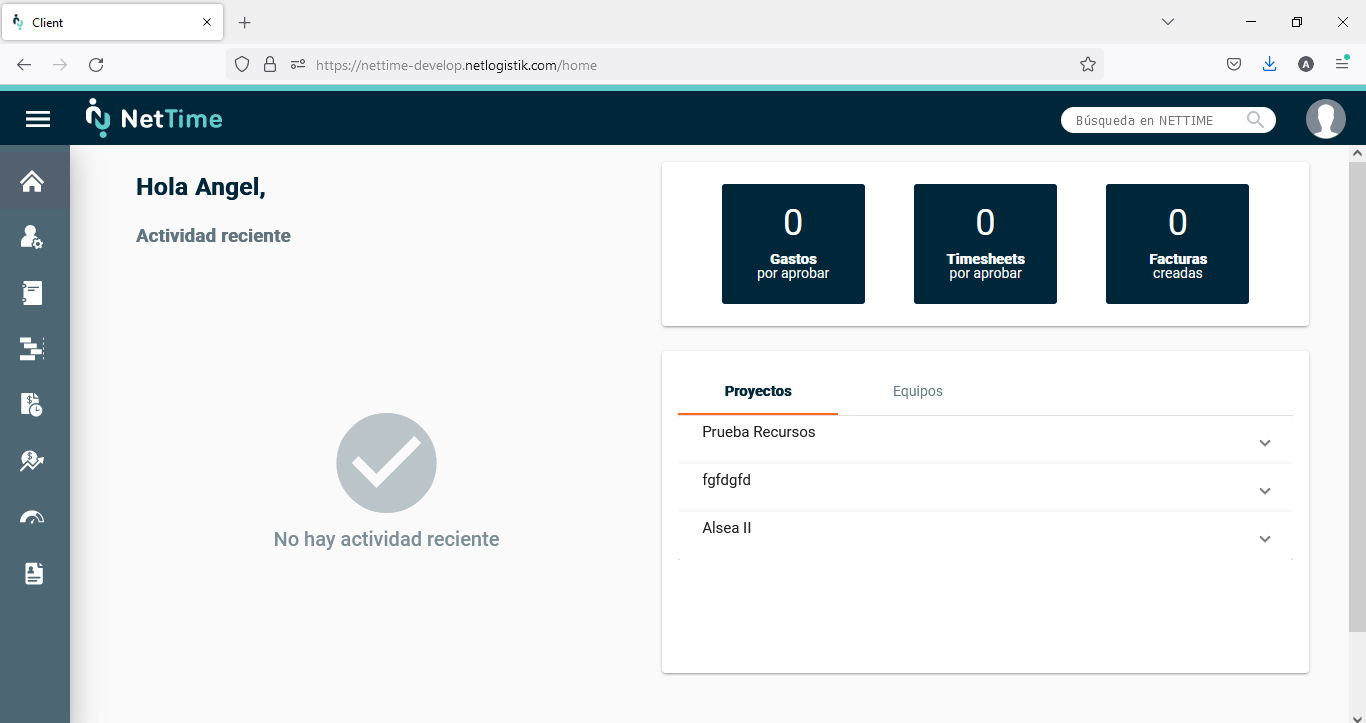 Client
https://nettime-develop.netlogistik.com/home
A
NetTime
Búsqueda en NETTIME
Hola Angel,
Actividad reciente
0
Gastos
por aprobar
0
Timesheets
por aprobar
0
Facturas
creadas
Proyectos
Equipos
Prueba Recursos
fgfdgfd
Alsea II
No hay actividad reciente